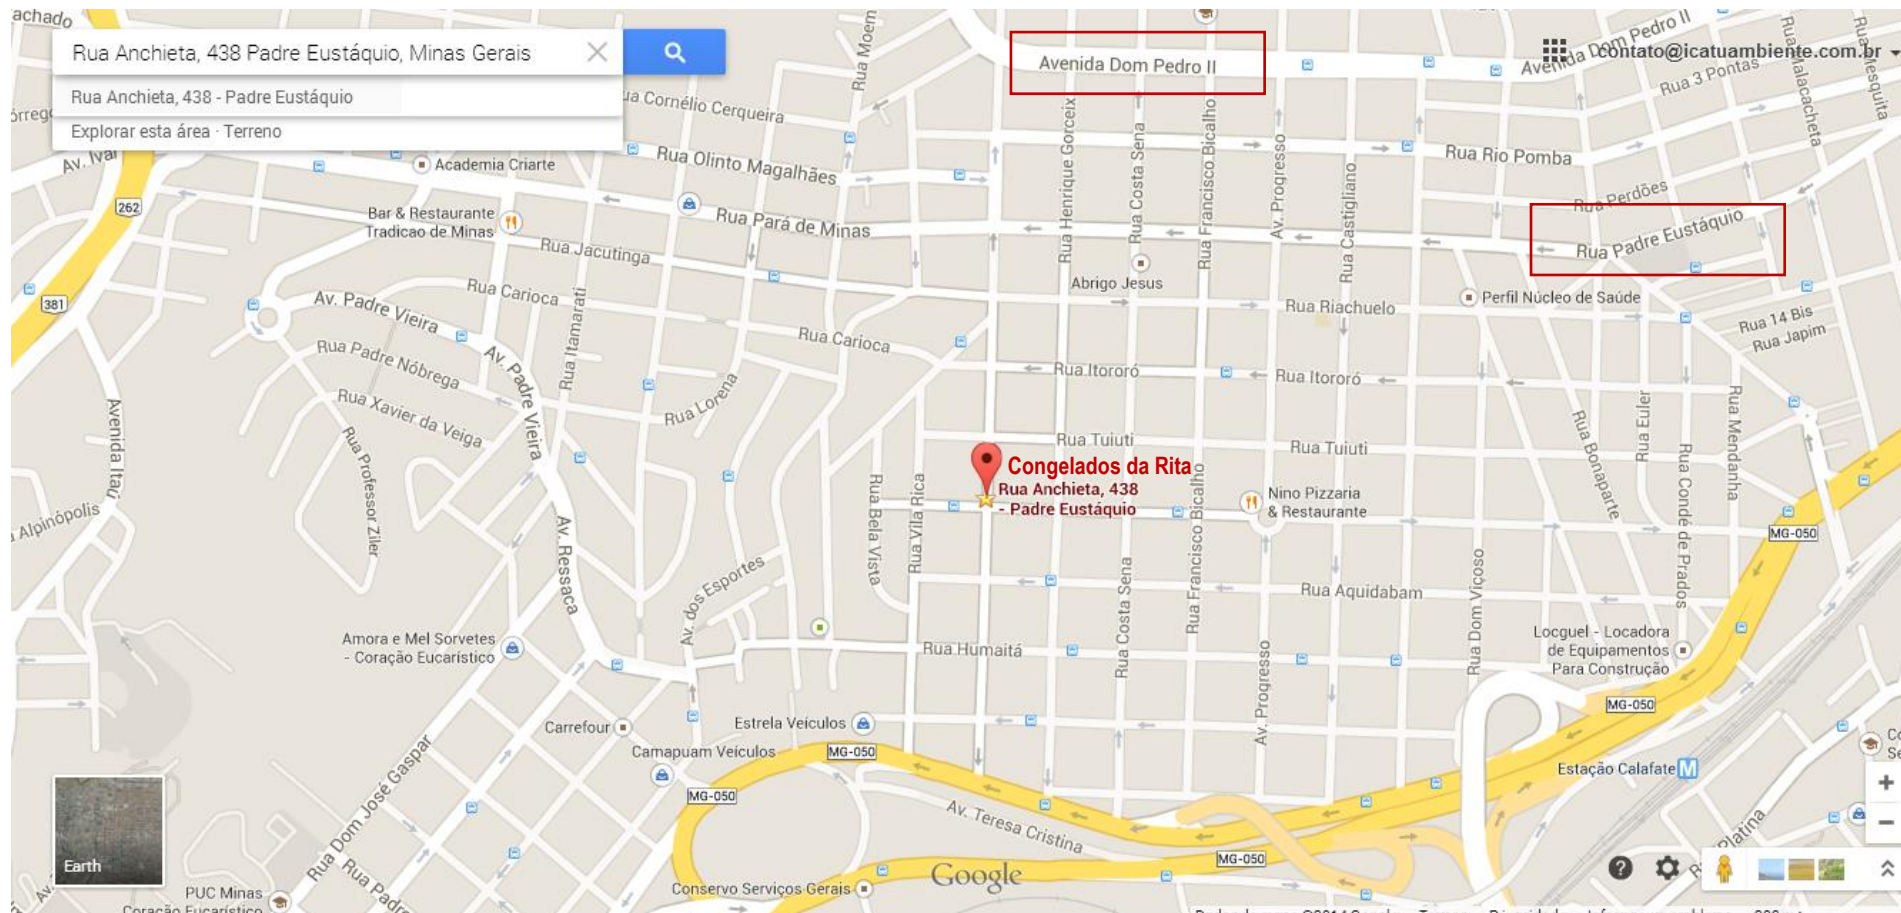 achado
Rua Anchieta, 438 Padre Eustáquio, Minas Gerais
Rua Anchieta, 438 - Padre Eustáquio
Explorar esta área · Terreno
contato@icatuambiente.com.br
Avenida Dom Pedro II
Avenida Dom Pedro II
Rua Moem
Rua Malacacheta
Rua Mesquita
Rua 3 Pontas
ua Cornélio Cerqueira
órrego
Av. Ivaí
Academia Criarte
Rua Olinto Magalhães
Rua Rio Pomba
Rua Perdões
262
Bar & Restaurante
Tradicao de Minas
Rua Pará de Minas
Rua Padre Eustáquio
Rua Jacutinga
Rua Henrique Gorceix
Rua Costa Sena
Rua Francisco Bicalho
Av. Progresso
Rua Castigliano
Abrigo Jesus
381
Av. Padre Vieira
Rua Carioca
Rua Itamarati
Rua Riachuelo
Perfil Núcleo de Saúde
Rua 14 Bis
Rua Japim
Rua Carioca
Rua Padre Nóbrega
Av. Padre Vieira
Rua Itororó
Rua Itororó
Rua Xavier da Veiga
Rua Lorena
Avenida Itaú
Rua Professor Ziler
Rua Tuiuti
Rua Tuiuti
Rua Bonaparte
Rua Euler
Rua Mendanha
Rua Conde de Prados
Congelados da Rita
Rua Anchieta, 438
- Padre Eustáquio
Nino Pizzaria
& Restaurante
Rua Bela Vista
Rua Vila Rica
Rua Francisco Bicalho
Alpinópolis
Av. Ressaca
MG-050
Av. dos Esportes
Rua Aquidabam
Rua Costa Sena
Rua Dom Viçoso
Amora e Mel Sorvetes
- Coração Eucarístico
Rua Humaitá
Locguel - Locadora
de Equipamentos
Para Construção
Av. Progresso
MG-050
Carrefour
Estrela Veículos
Camapuam Veículos
MG-050
Estação Calafate M
MG-050
Rua Dom José Gaspar
Av. Teresa Cristina
Platina
Earth
MG-050
Google
Conservo Serviços Gerais
Rua Padre
PUC Minas
Coração Eucarístico